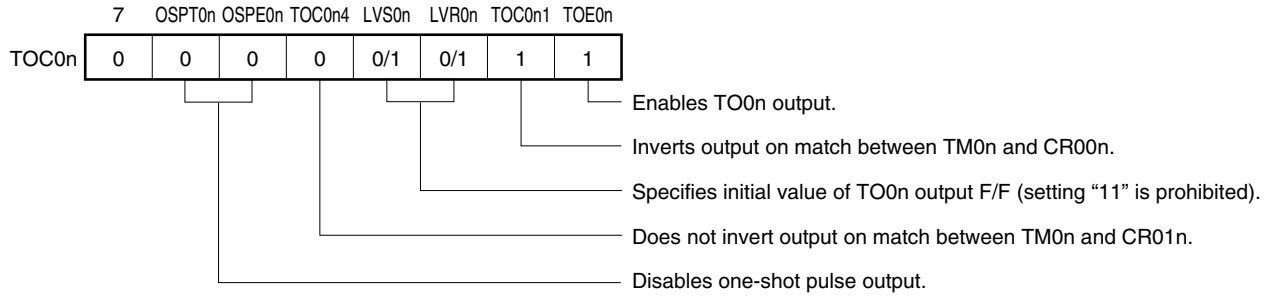 7 OSPT0n OSPE0n TOC0n4 LVS0n LVR0n TOC0n1 TOE0n
TOC0n 0 0 0 0 0/1 0/1 1 1
Enables TO0n output.
Inverts output on match between TM0n and CR00n.
Specifies initial value of TO0n output F/F (setting “11” is prohibited).
Does not invert output on match between TM0n and CR01n.
Disables one-shot pulse output.